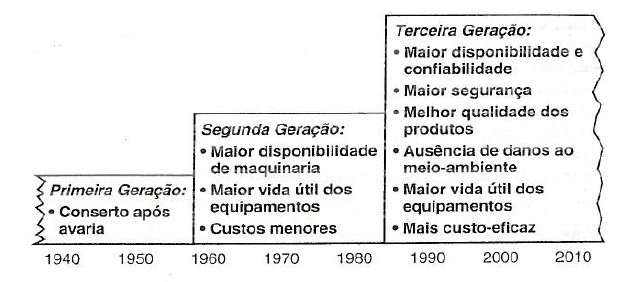 Primeira Geração:
• Conserto após
avaria
Segunda Geração:
• Maior disponibilidade
de maquinaria
• Maior vida útil dos
equipamentos
• Custos menores
Terceira Geração:
• Maior disponibilidade e
confiabilidade
• Maior segurança
• Melhor qualidade dos
produtos
• Ausência de danos ao
meio-ambiente
• Maior vida útil dos
equipamentos
• Mais custo-eficaz
1940 1950 1960 1970 1980 1990 2000 2010